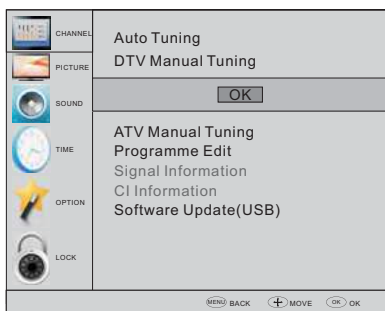 CHANNEL
PICTURE
SOUND
TIME
OPTION
LOCK
Auto Tuning
DTV Manual Tuning
OK
ATV Manual Tuning
Programme Edit
Signal Information
CI Information
Software Update(USB)
MENU BACK MOVE OK OK